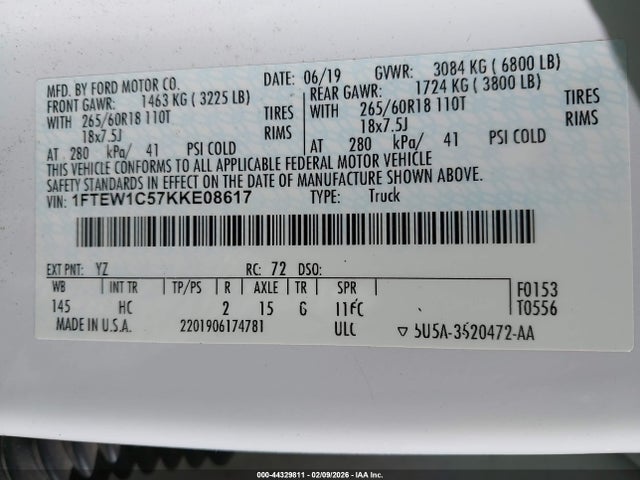 MFD. BY FORD MOTOR CO.
DATE: 06/19 GVWR: 3084 KG ( 6800 LB)
FRONT GAWR: 1463 KG ( 3225 LB)
REAR GAWR: 1724 KG ( 3800 LB)
WITH 265/60R18 110T TIRES
WITH 265/60R18 110T TIRES
18x7.5J RIMS
18x7.5J RIMS
AT 280 kPa/ 41 PSI COLD
AT 280 kPa/ 41 PSI COLD
THIS VEHICLE CONFORMS TO ALL APPLICABLE FEDERAL MOTOR VEHICLE
SAFETY STANDARDS IN EFFECT ON THE DATE OF MANUFACTURE SHOWN ABOVE.
VIN: 1FTEW1C57KKE08617 TYPE: Truck
EXT PNT: YZ RC: 72 DSO:
WB INT TR TP/PS R AXLE TR SPR
145 HC 2 15 G 11FC
F0153
T0556
MADE IN U.S.A. 2201906174781 ULC 5U5A-3520472-AA
000-44329811 - 02/09/2026 - IAA Inc.